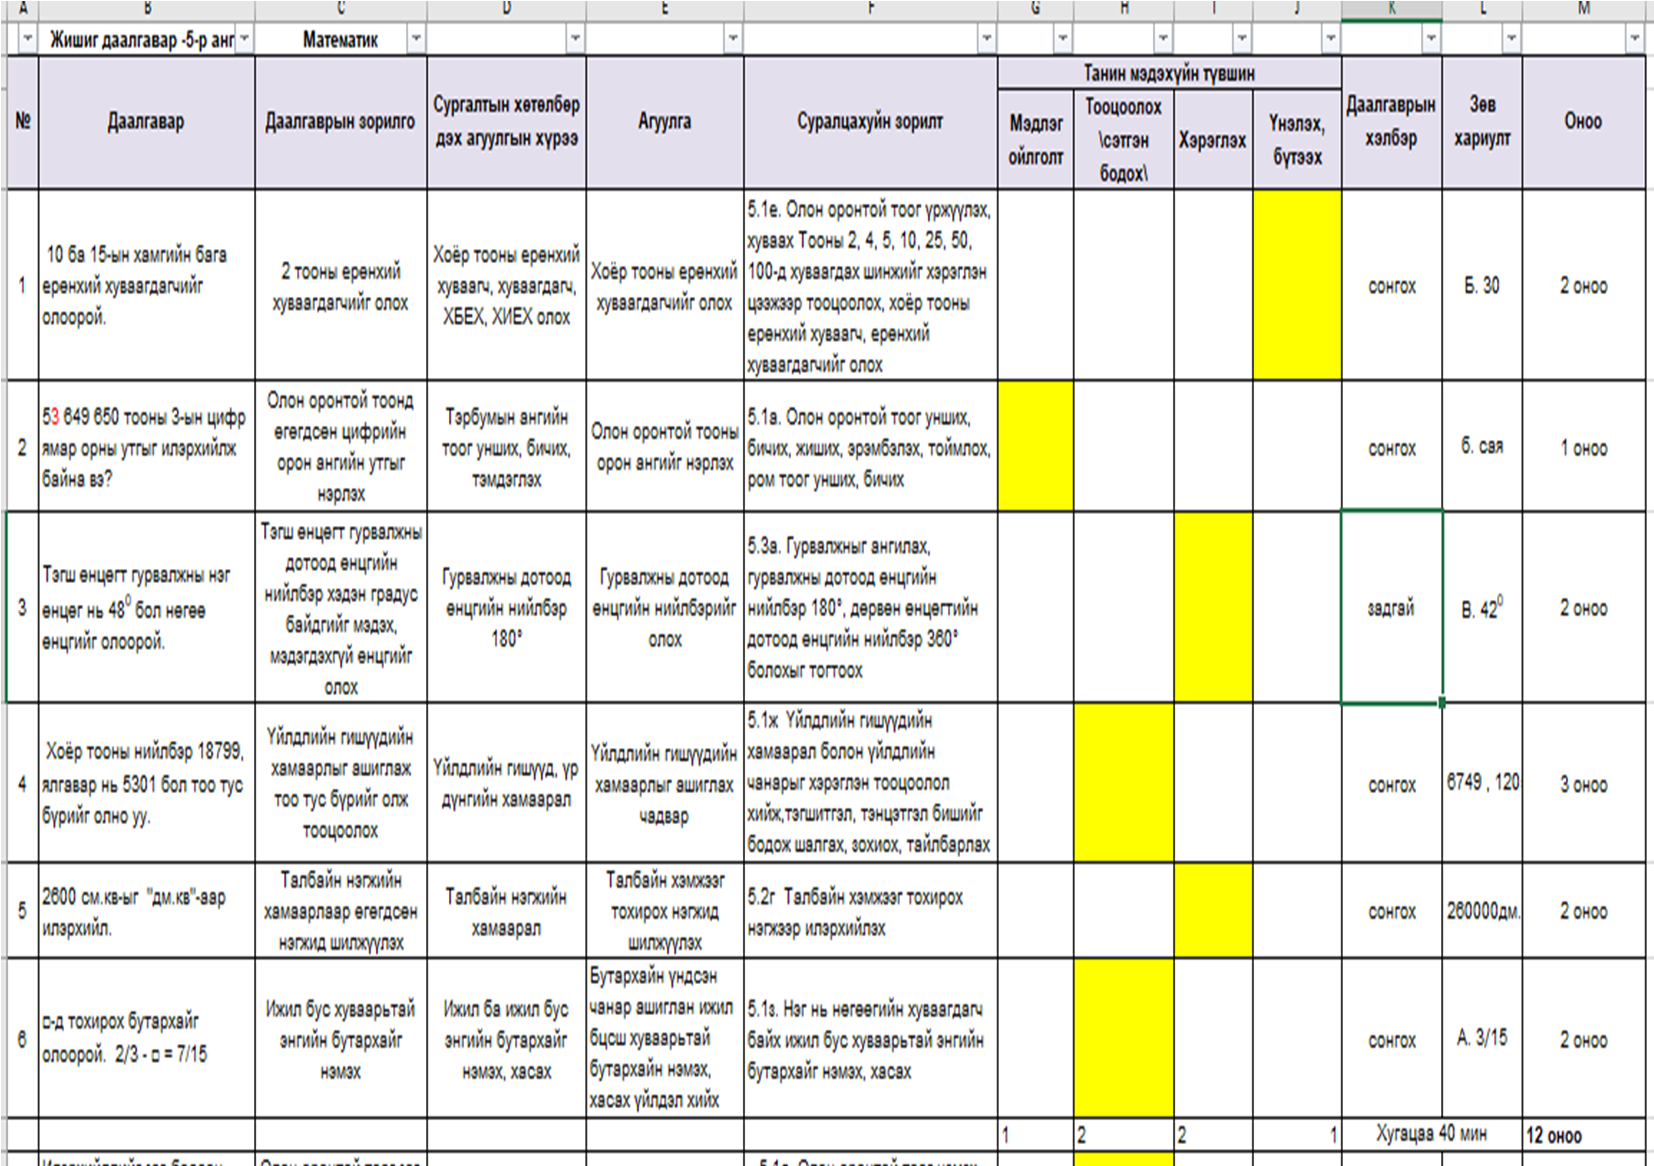 A B C D E F G H I J K L M
Жишиг даалгавар -5-р анг
Математик
№
Даалгавар
Даалгаврын зорилго
Сургалтын хөтөлбөр
дэх агуулгын хүрээ
Агуулга
Суралцахуйн зорилт
Танин мэдэхүйн түвшин
Мэдлэг
ойлголт
Тооцоолох
\сэтгэн
бодох\
Хэрэглэх
Үнэлэх,
бүтээх
Даалгаврын
хэлбэр
Зөв
хариулт
Оноо
1
10 ба 15-ын хамгийн бага
ерөнхий хуваагдагчийг
олоорой.
2 тооны ерөнхий
хуваагдагчийг олох
Хоёр тооны ерөнхий
хуваагч, хуваагдагч,
ХБЕХ, ХИЕХ олох
Хоёр тооны ерөнхий
хуваагдагчийг олох
5.1е. Олон оронтой тоог үржүүлэх,
хуваах Тооны 2, 4, 5, 10, 25, 50,
100-д хуваагдах шинжийг хэрэглэн
цээжээр тооцоолох, хоёр тооны
ерөнхий хуваагч, ерөнхий
хуваагдагчийг олох
сонгох
Б. 30
2 оноо
2
53 649 650 тооны 3-ын цифр
ямар орны утгыг илэрхийлж
байна вэ?
Олон оронтой тоонд
өгөгдсөн цифрийн
орон ангийн утгыг
нэрлэх
Тэрбумын ангийн
тоог унших, бичих,
тэмдэглэх
Олон оронтой тооны
орон ангийг нэрлэх
5.1а. Олон оронтой тоог унших,
бичих, жиших, эрэмбэлэх, тоймлох,
ром тоог унших, бичих
сонгох
б. сая
1 оноо
3
Тэгш өнцөгт гурвалжны нэг
өнцөг нь 48⁰ бол нөгөө
өнцгийг олоорой.
Тэгш өнцөгт гурвалжны
дотоод өнцгийн
нийлбэр хэдэн градус
байдгийг мэдэх,
мэдэгдэхгүй өнцгийг
олох
Гурвалжны дотоод
өнцгийн нийлбэр
180°
Гурвалжны дотоод
өнцгийн нийлбэрийг
олох
5.3а. Гурвалжныг ангилах,
гурвалжны дотоод өнцгийн
нийлбэр 180°, дөрвөн өнцөгтийн
дотоод өнцгийн нийлбэр 360°
болохыг тогтоох
задгай
В. 42⁰
2 оноо
4
Хоёр тооны нийлбэр 18799,
ялгавар нь 5301 бол тоо тус
бүрийг олно уу.
Үйлдлийн гишүүдийн
хамаарлыг ашиглаж
тоо тус бүрийг олж
тооцоолох
Үйлдлийн гишүүд, үр
дүнгийн хамаарал
Үйлдлийн гишүүдийн
хамаарлыг ашиглах
чадвар
5.1ж Үйлдлийн гишүүдийн
хамаарал болон үйлдлийн
чанарыг хэрэглэн тооцоолол
хийж,тэгшитгэл, тэнцэтгэл бишийг
бодож шалгах, зохиох, тайлбарлах
сонгох
6749 , 120
3 оноо
5
2600 см.кв-ыг "дм.кв"-аар
илэрхийл.
Талбайн нэгжийн
хамаарлаар өгөгдсөн
нэгжид шилжүүлэх
Талбайн нэгжийн
хамаарал
Талбайн хэмжээг
тохирох нэгжид
шилжүүлэх
5.2г Талбайн хэмжээг тохирох
нэгжээр илэрхийлэх
сонгох
260000дм.
2 оноо
6
□-д тохирох бутархайг
олоорой. 2/3 - □ = 7/15
Ижил бус хуваарьтай
энгийн бутархайг
нэмэх
Ижил ба ижил бус
энгийн бутархайг
нэмэх, хасах
Бутархайн үндсэн
чанар ашиглан ижил
бцсш хуваарьтай
бутархайн нэмэх,
хасах үйлдэл хийх
5.1з. Нэг нь нөгөөгийн хуваагдагч
байх ижил бус хуваарьтай энгийн
бутархайг нэмэх, хасах
сонгох
А. 3/15
2 оноо
1 2 2 1
Хугацаа 40 мин
12 оноо